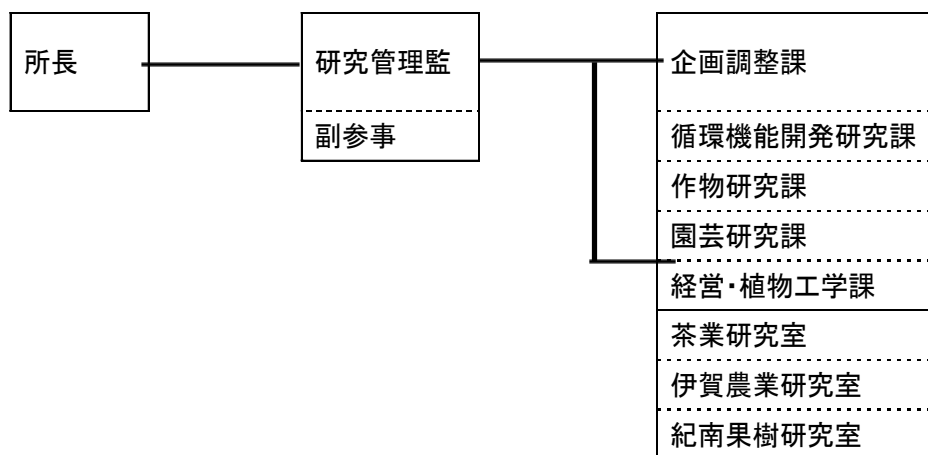 所長
研究管理監
副参事
企画調整課
循環機能開発研究課
作物研究課
園芸研究課
経営・植物工学課
茶業研究室
伊賀農業研究室
紀南果樹研究室